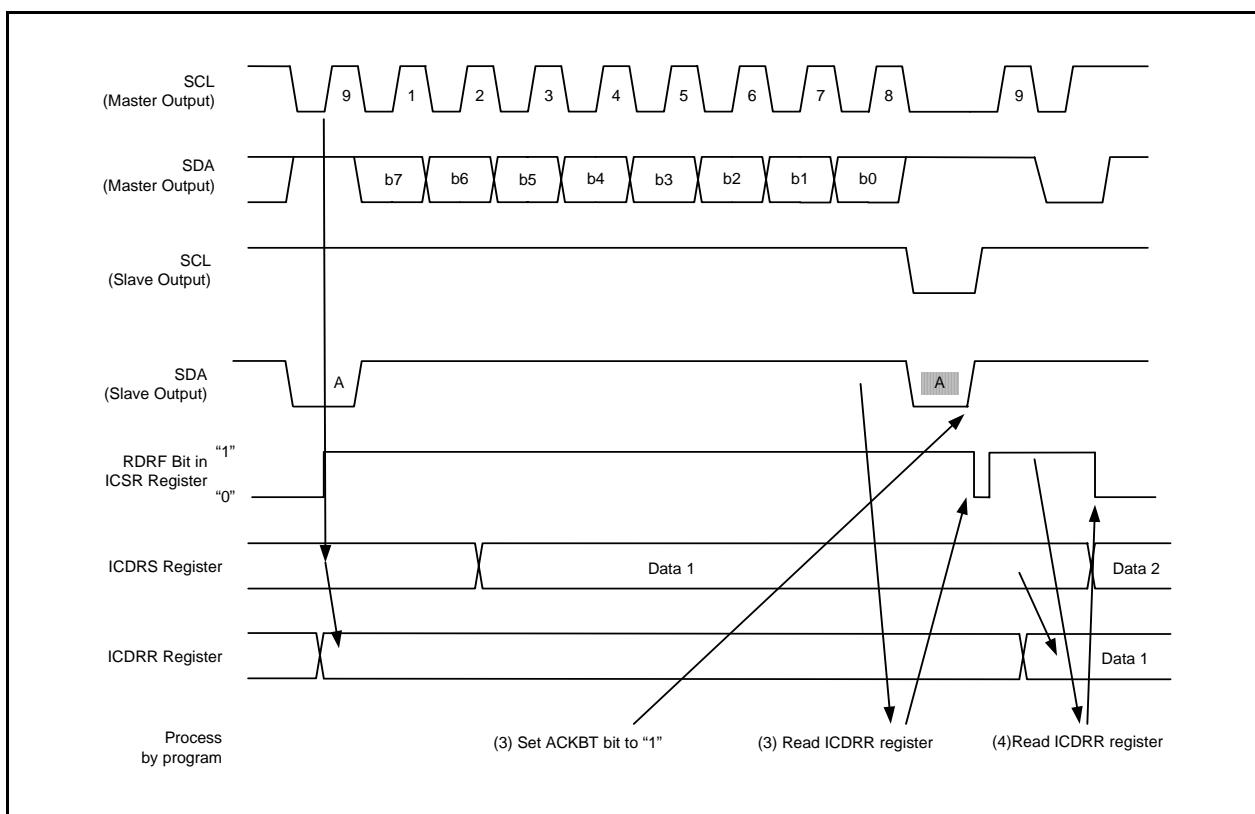 SCL
(Master Output)
9 1 2 3 4 5 6 7 8 9
SDA
(Master Output)
b7 b6 b5 b4 b3 b2 b1 b0
SCL
(Slave Output)
SDA
(Slave Output)
A A
RDRF Bit in
ICSR Register
“1”
“0”
ICDRS Register
Data 1 Data 2
ICDRR Register
Data 1
Process
by program
(3) Set ACKBT bit to “1” (3) Read ICDRR register (4)Read ICDRR register